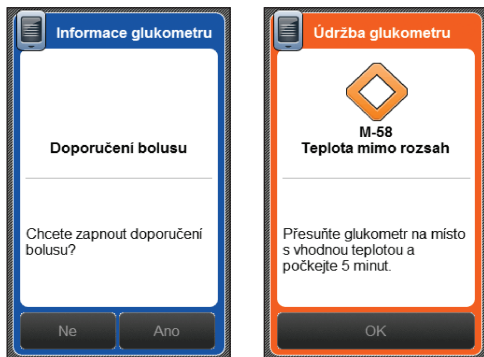 Informace glukometru
Doporučení bolusu
Chcete zapnout doporučení
bolusu?
Ne
Ano
Údržba glukometru
M-58
Teplota mimo rozsah
Přesuňte glukometr na místo
s vhodnou teplotou a
počkejte 5 minut.
OK